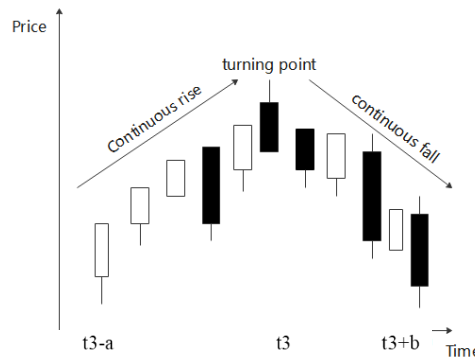 Price
turning point
Continuous rise
continuous fall
t3-a
t3
t3+b
Time